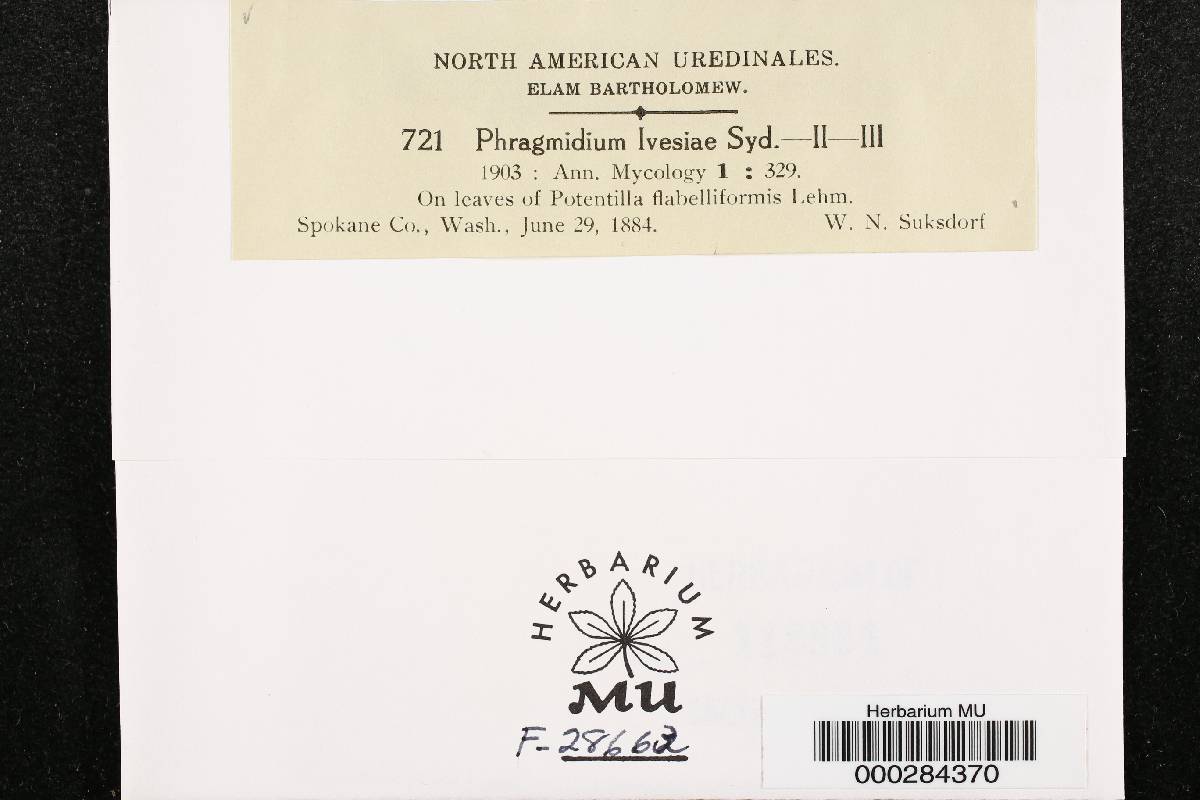 NORTH AMERICAN UREDINALES.
ELAM BARTHOLOMEW.
721 Phragmidium Ivesiae Syd.—II—III
1903 : Ann. Mycology 1 : 329.
On leaves of Potentilla flabelliformis Lehm.
Spokane Co., Wash., June 29, 1884. W. N. Suksdorf
HERBARIUM
MU
Herbarium MU
000284370